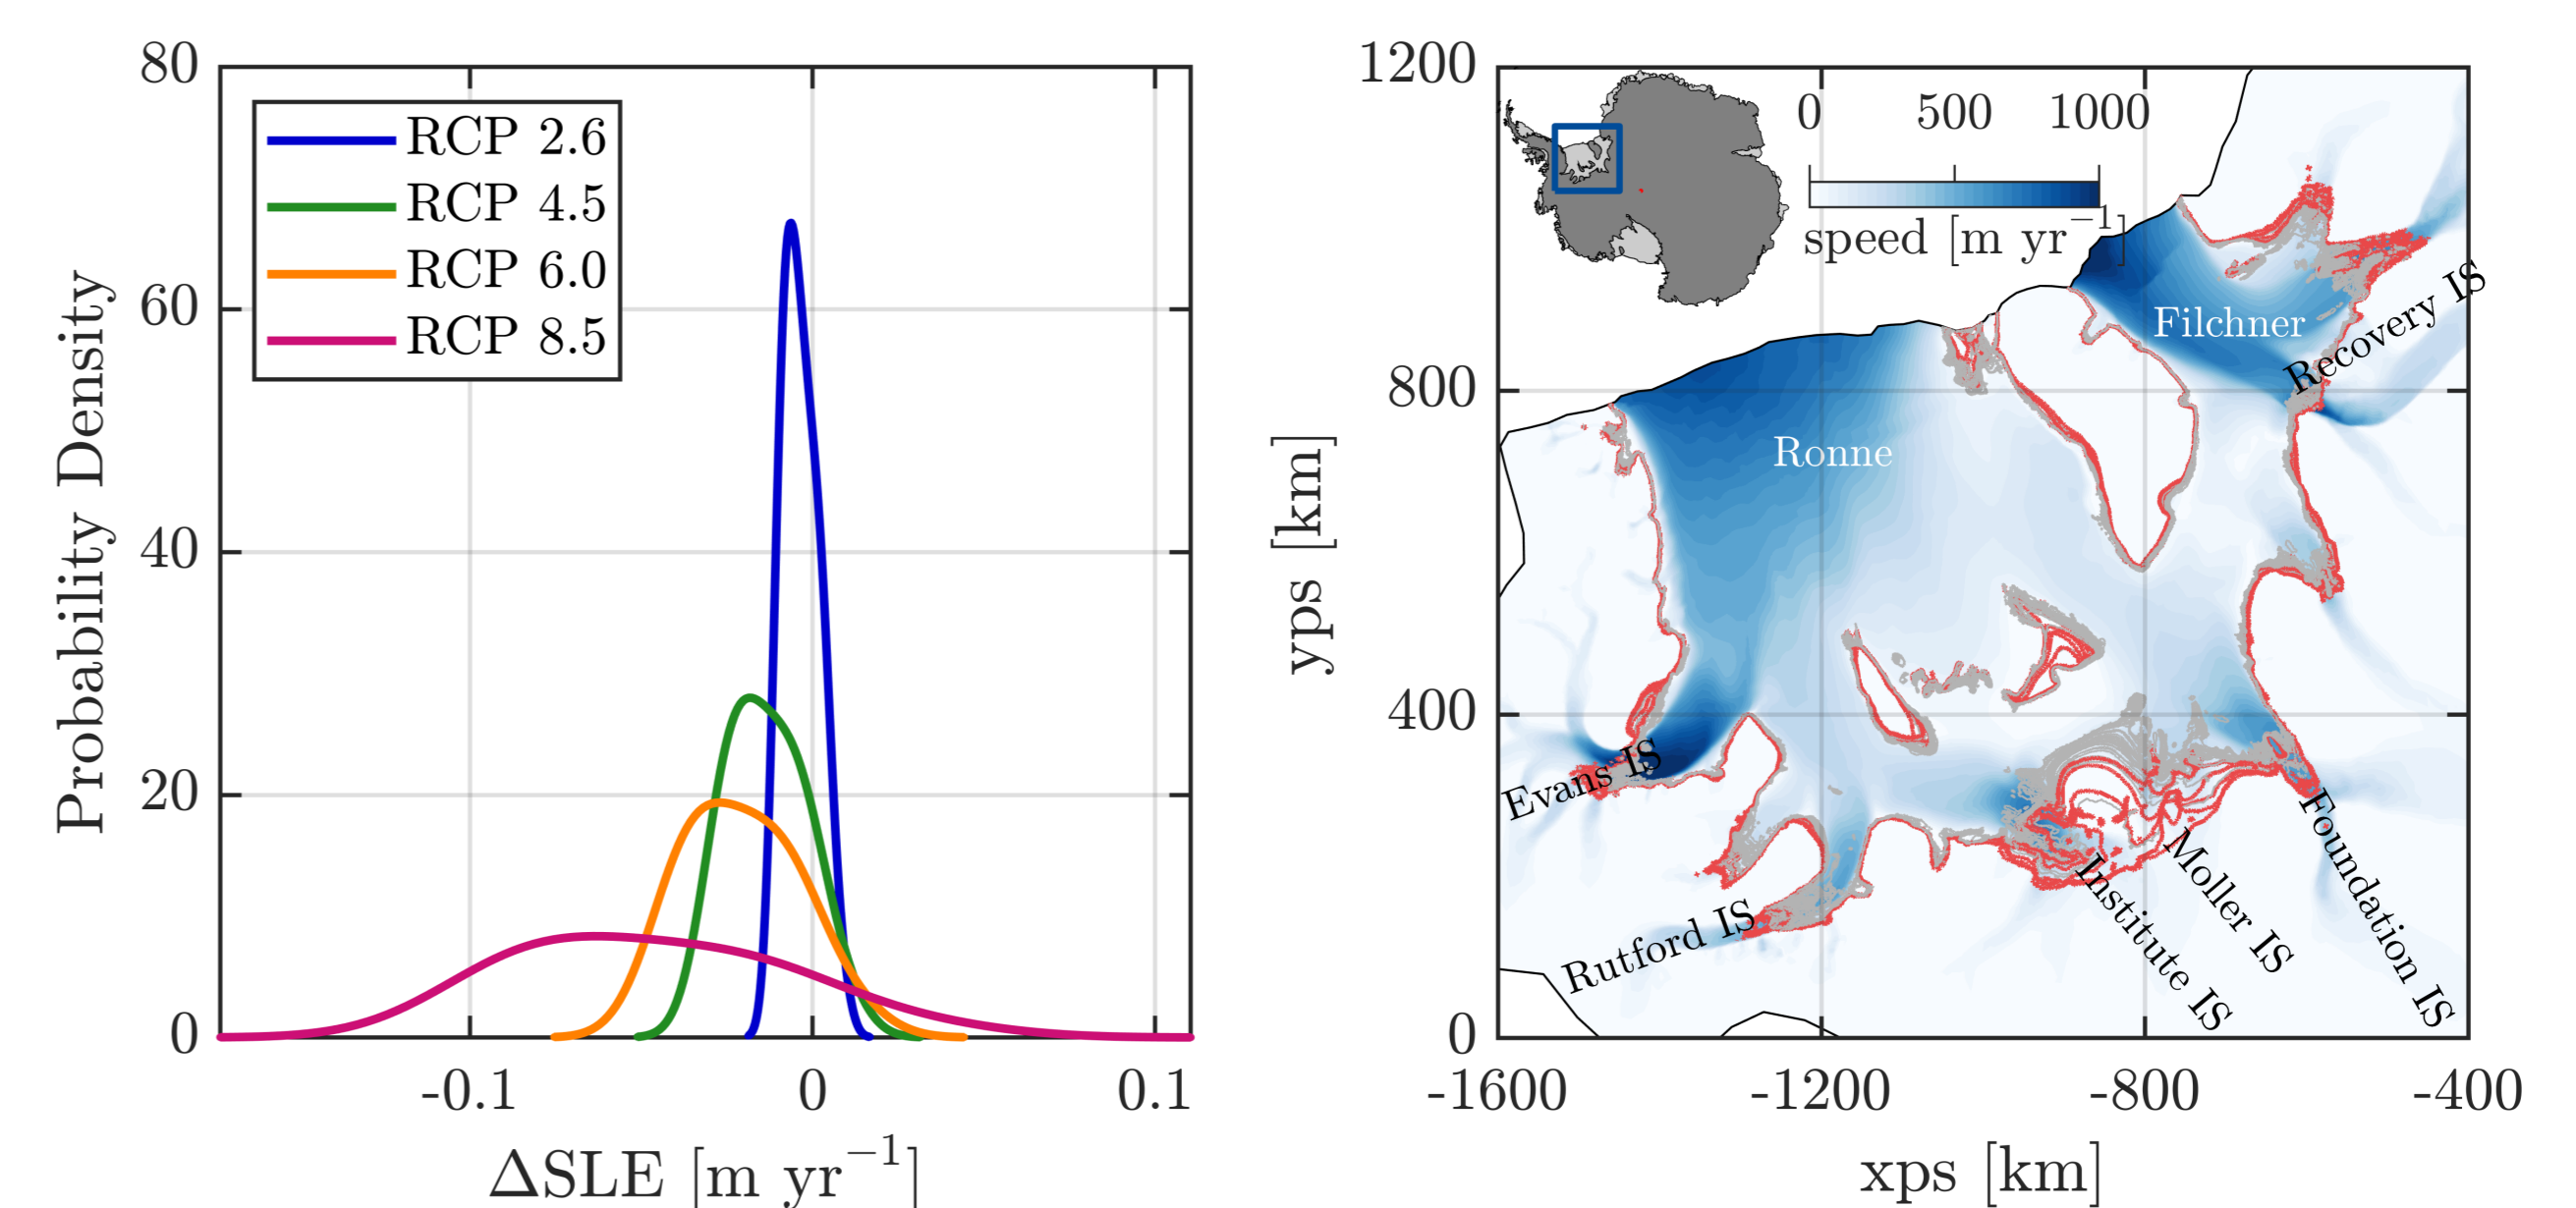 80
60
40
20
0
-0.1
0
0.1
Probability Density
ΔSLE [m yr⁻¹]
RCP 2.6
RCP 4.5
RCP 6.0
RCP 8.5
1200
800
400
0
-1600
-1200
-800
-400
yps [km]
xps [km]
0 500 1000
speed [m yr⁻¹]
Filchner
Recovery IS
Ronne
Evans IS
Rutford IS
Institute IS
Moller IS
Foundation IS